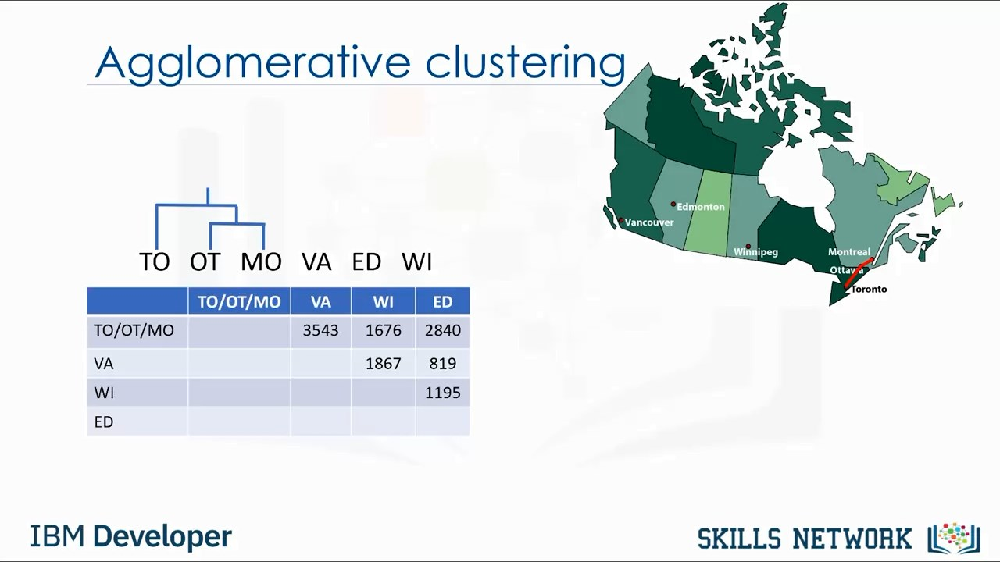 Agglomerative clustering
Edmonton
Vancouver
Winnipeg
Montreal
Ottawa
Toronto
TO OT MO VA ED WI
TO/OT/MO VA WI ED
TO/OT/MO 3543 1676 2840
VA 1867 819
WI 1195
ED
IBM Developer
SKILLS NETWORK